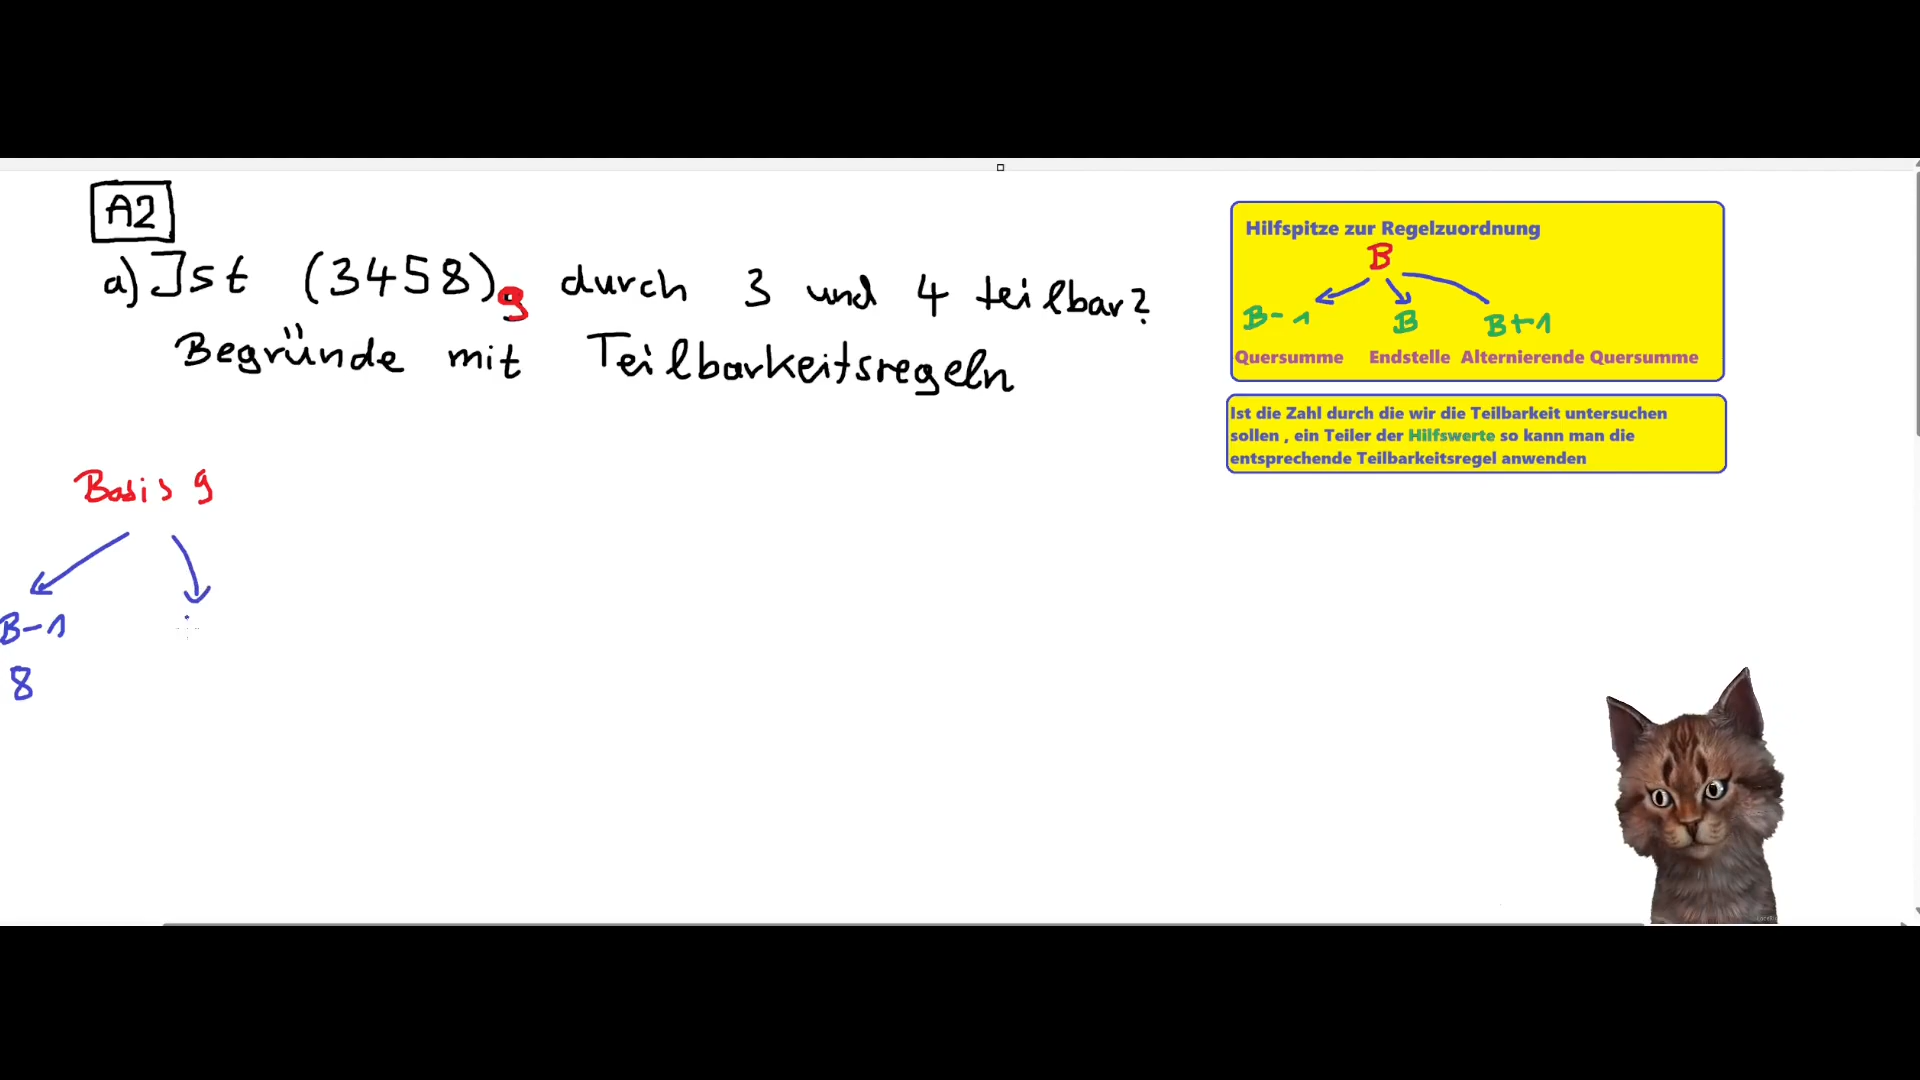 A2
a) Ist (3458)9 durch 3 und 4 teilbar?
Begründe mit Teilbarkeitsregeln
Hilfspitze zur Regelzuordnung
B
B-1 B B+1
Quersumme Endstelle Alternierende Quersumme
Ist die Zahl durch die wir die Teilbarkeit untersuchen
sollen , ein Teiler der Hilfswerte so kann man die
entsprechende Teilbarkeitsregel anwenden
Basis 9
B-1
8